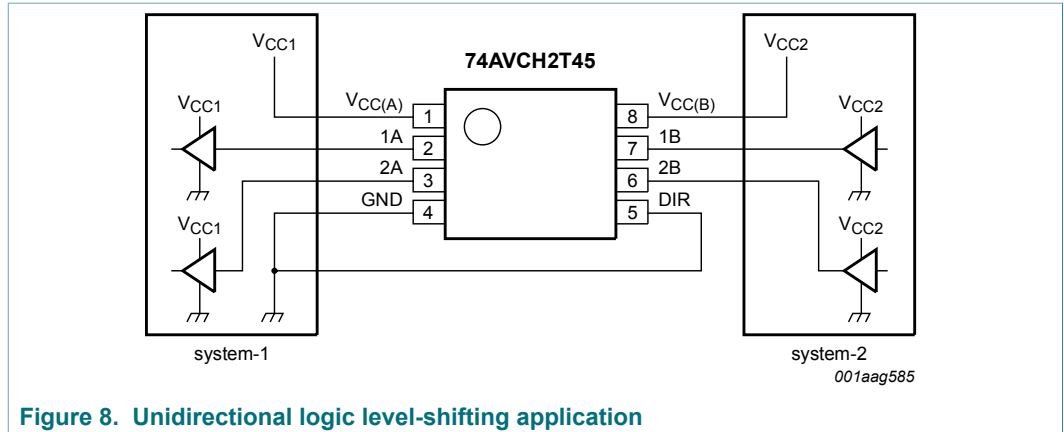 74AVCH2T45
VCC1
VCC1
VCC1
system-1
VCC(A)
1A
2A
GND
1
2
3
4
8
7
6
5
VCC(B)
1B
2B
DIR
VCC2
VCC2
VCC2
system-2
001aag585
Figure 8. Unidirectional logic level-shifting application